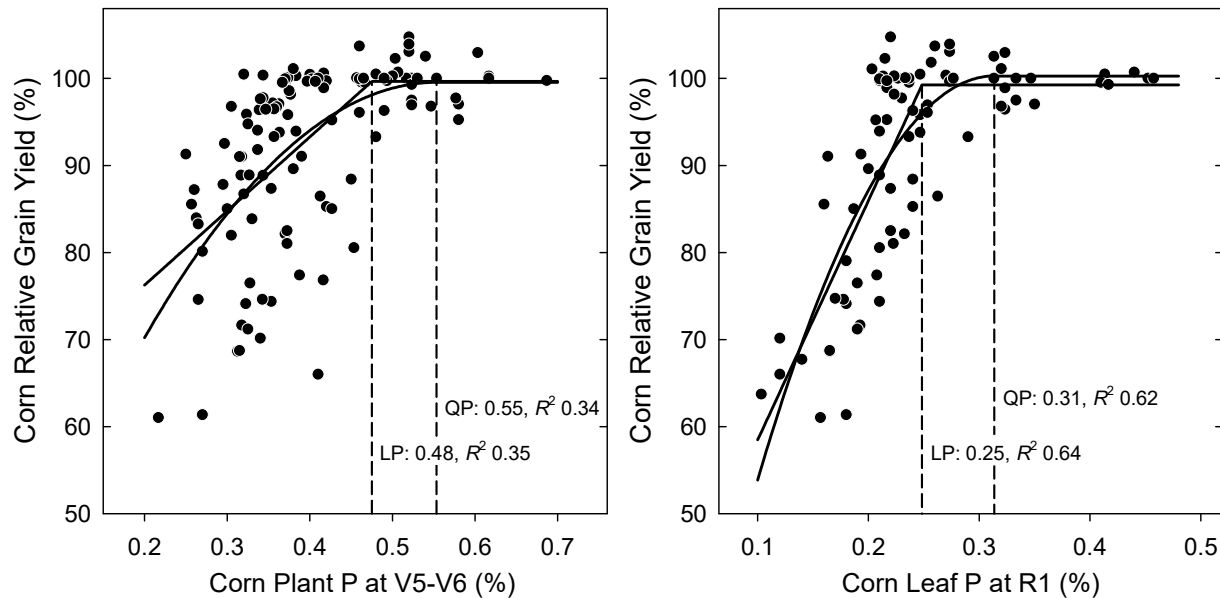 Corn Relative Grain Yield (%)
100
90
80
70
60
50
QP: 0.55, R² 0.34
LP: 0.48, R² 0.35
0.2 0.3 0.4 0.5 0.6 0.7
Corn Plant P at V5-V6 (%)
Corn Relative Grain Yield (%)
100
90
80
70
60
50
QP: 0.31, R² 0.62
LP: 0.25, R² 0.64
0.1 0.2 0.3 0.4 0.5
Corn Leaf P at R1 (%)